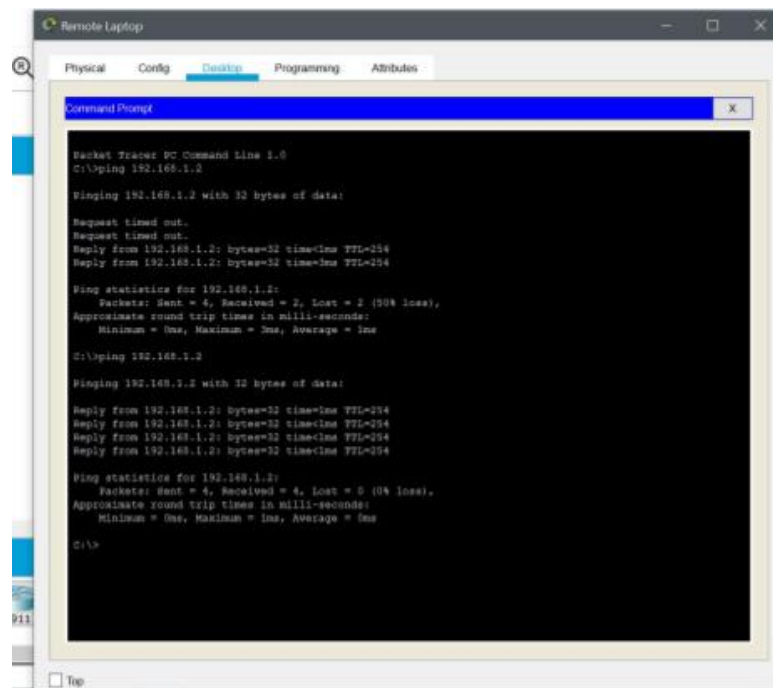 Remote Laptop
Physical Config Desktop Programming Attributes
Command Prompt X
Packet Tracer PC Command Line 1.0
C:\>ping 192.168.1.2
Pinging 192.168.1.2 with 32 bytes of data:
Request timed out.
Request timed out.
Reply from 192.168.1.2: bytes=32 time<1ms TTL=254
Reply from 192.168.1.2: bytes=32 time=3ms TTL=254
Ping statistics for 192.168.1.2:
Packets: Sent = 4, Received = 2, Lost = 2 (50% loss),
Approximate round trip times in milli-seconds:
Minimum = 0ms, Maximum = 3ms, Average = 1ms
C:\>ping 192.168.1.2
Pinging 192.168.1.2 with 32 bytes of data:
Reply from 192.168.1.2: bytes=32 time=1ms TTL=254
Reply from 192.168.1.2: bytes=32 time<1ms TTL=254
Reply from 192.168.1.2: bytes=32 time<1ms TTL=254
Reply from 192.168.1.2: bytes=32 time<1ms TTL=254
Ping statistics for 192.168.1.2:
Packets: Sent = 4, Received = 4, Lost = 0 (0% loss),
Approximate round trip times in milli-seconds:
Minimum = 0ms, Maximum = 1ms, Average = 0ms
C:\>
911
Top